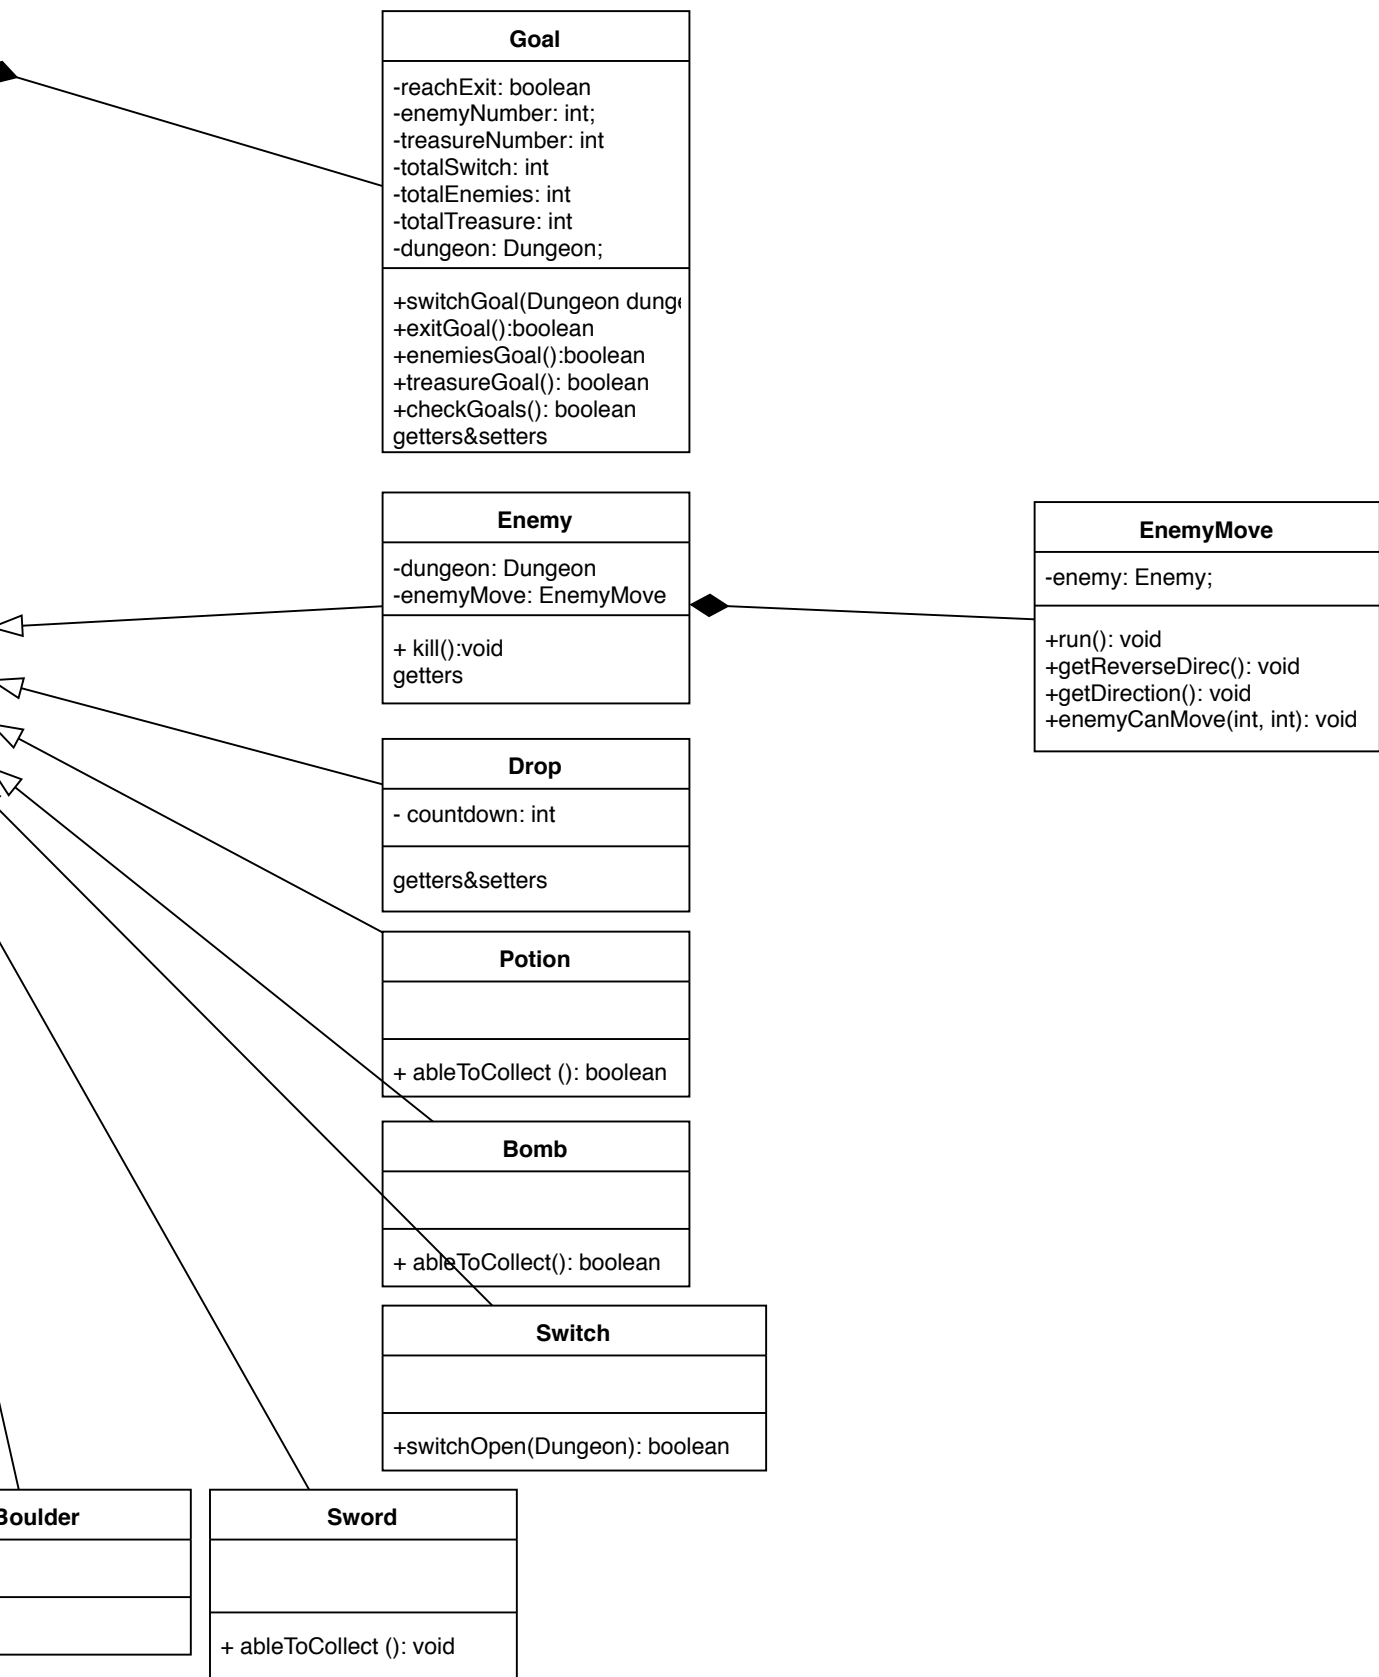 Goal
-reachExit: boolean
-enemyNumber: int;
-treasureNumber: int
-totalSwitch: int
-totalEnemies: int
-totalTreasure: int
-dungeon: Dungeon;
+switchGoal(Dungeon dunge
+exitGoal():boolean
+enemiesGoal():boolean
+treasureGoal(): boolean
+checkGoals(): boolean
getters&setters
Enemy
-dungeon: Dungeon
-enemyMove: EnemyMove
+ kill():void
getters
EnemyMove
-enemy: Enemy;
+run(): void
+getReverseDirec(): void
+getDirection(): void
+enemyCanMove(int, int): void
Drop
- countdown: int
getters&setters
Potion
+ ableToCollect (): boolean
Bomb
+ ableToCollect(): boolean
Switch
+switchOpen(Dungeon): boolean
Boulder
Sword
+ ableToCollect (): void